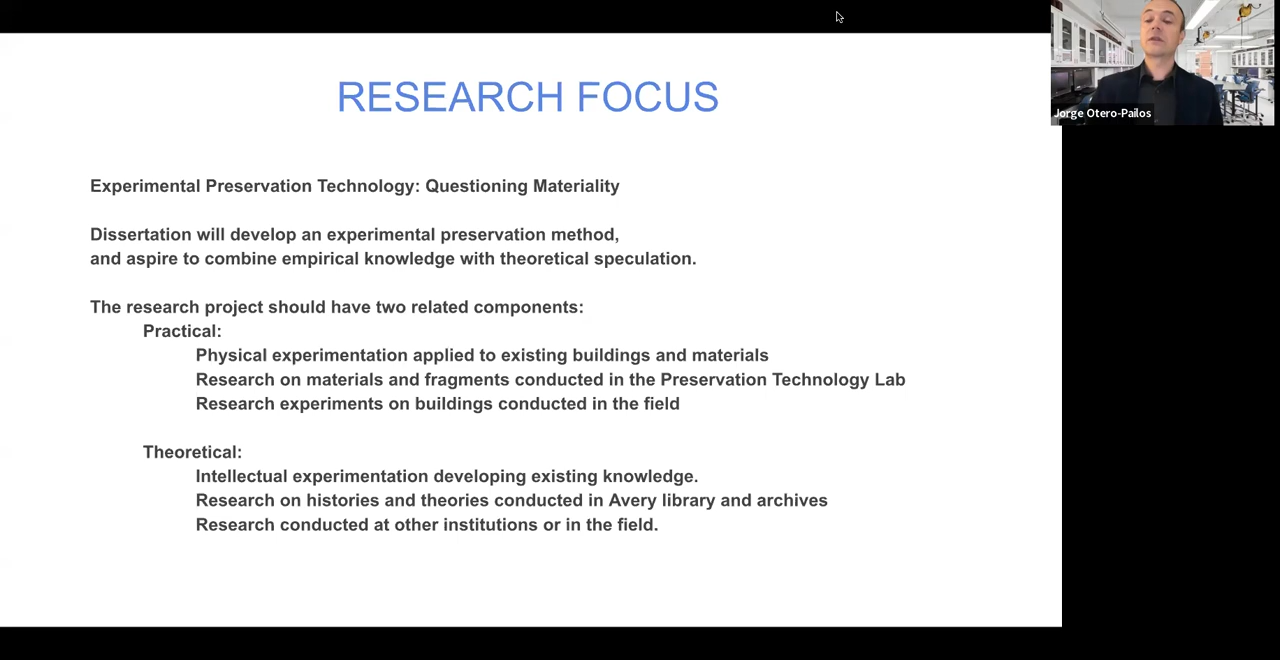 RESEARCH FOCUS
Jorge Otero-Pailos
Experimental Preservation Technology: Questioning Materiality
Dissertation will develop an experimental preservation method,
and aspire to combine empirical knowledge with theoretical speculation.
The research project should have two related components:
Practical:
Physical experimentation applied to existing buildings and materials
Research on materials and fragments conducted in the Preservation Technology Lab
Research experiments on buildings conducted in the field
Theoretical:
Intellectual experimentation developing existing knowledge.
Research on histories and theories conducted in Avery library and archives
Research conducted at other institutions or in the field.